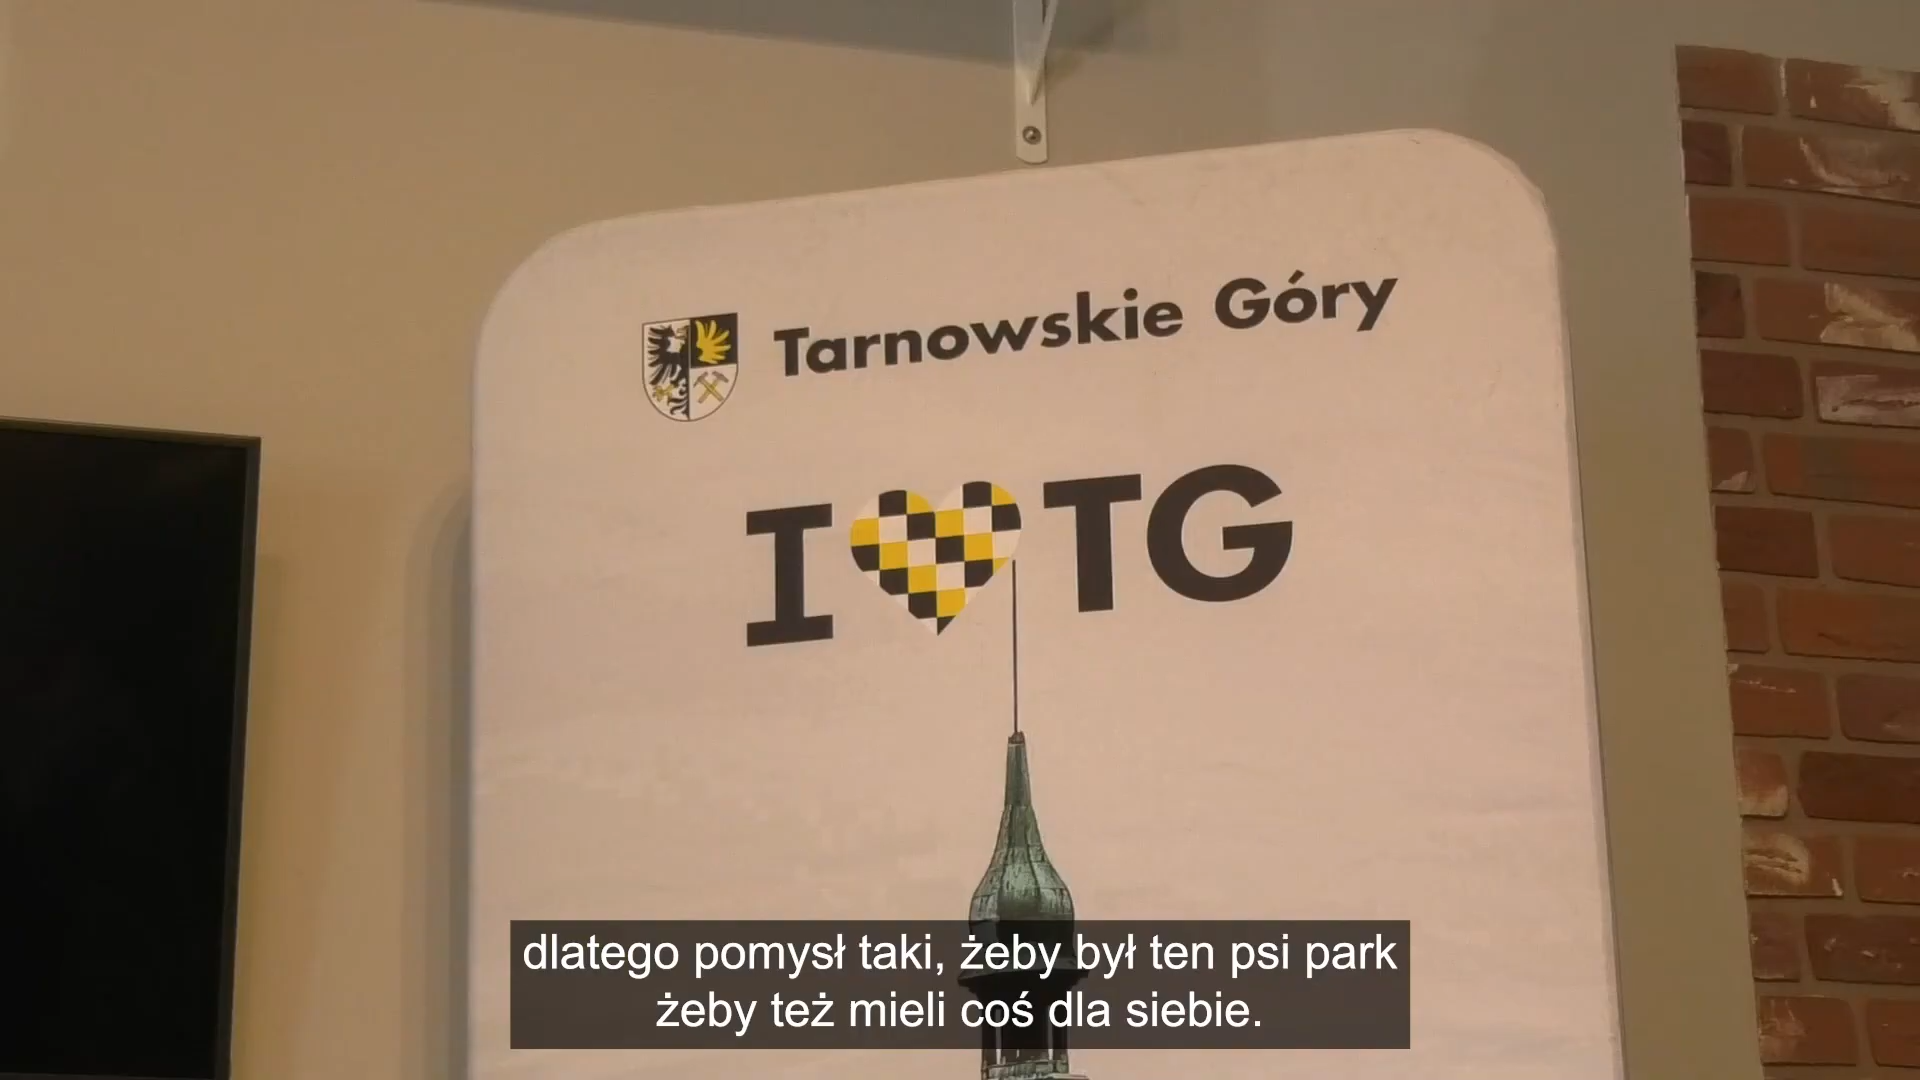 Tarnowskie Góry
I TG
dlatego pomysł taki, żeby był ten psi park
żeby też mieli coś dla siebie.